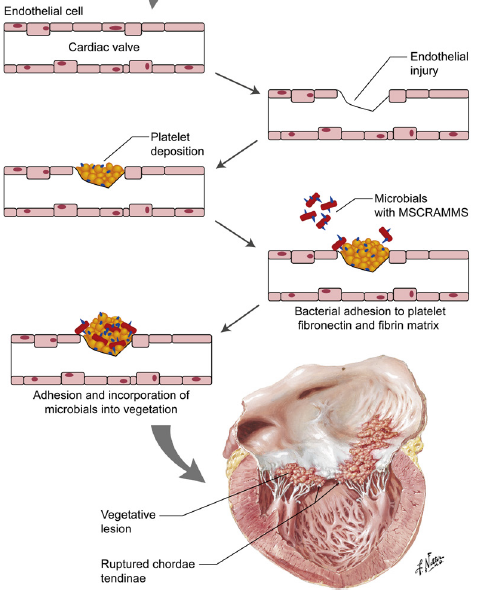 Endothelial cell
Cardiac valve
Endothelial
injury
Platelet
deposition
Microbials
with MSCRAMMS
Bacterial adhesion to platelet
fibronectin and fibrin matrix
Adhesion and incorporation of
microbials into vegetation
Vegetative
lesion
Ruptured chordae
tendinae
F. Netter